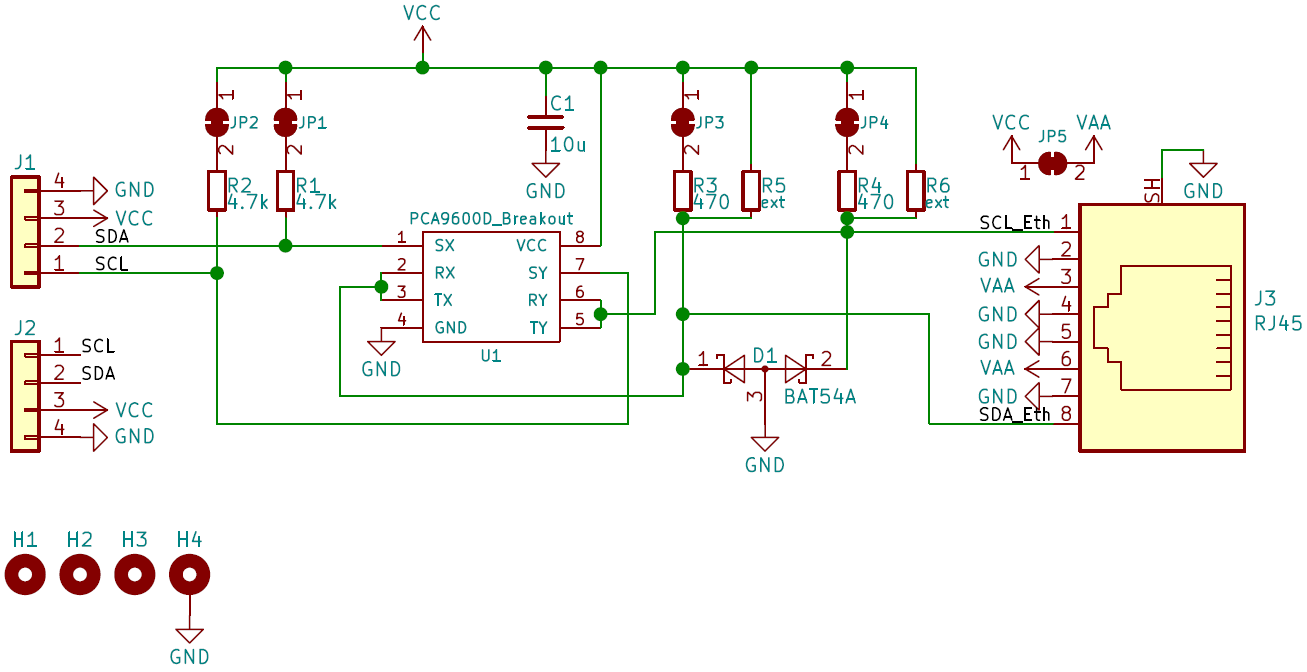 VCC
1
1
C1
1
1
JP2
JP1
10u
JP3
JP4
VCC
JP5
VAA
2
2
2
2
1
2
GND
J1
4
GND
R2
4.7k
R1
4.7k
R3
470
R5
ext
R4
470
R6
ext
SH
GND
3
VCC
2
SDA
1
SCL
PCA9600D_Breakout
1
SX
VCC
8
2
RX
SY
7
3
TX
RY
6
4
GND
TY
5
U1
GND
SCL_Eth
1
GND
2
VAA
3
GND
4
GND
5
VAA
6
GND
7
SDA_Eth
8
J3
RJ45
J2
1
SCL
2
SDA
3
VCC
4
GND
1
D1
2
3
BAT54A
GND
H1
H2
H3
H4
GND